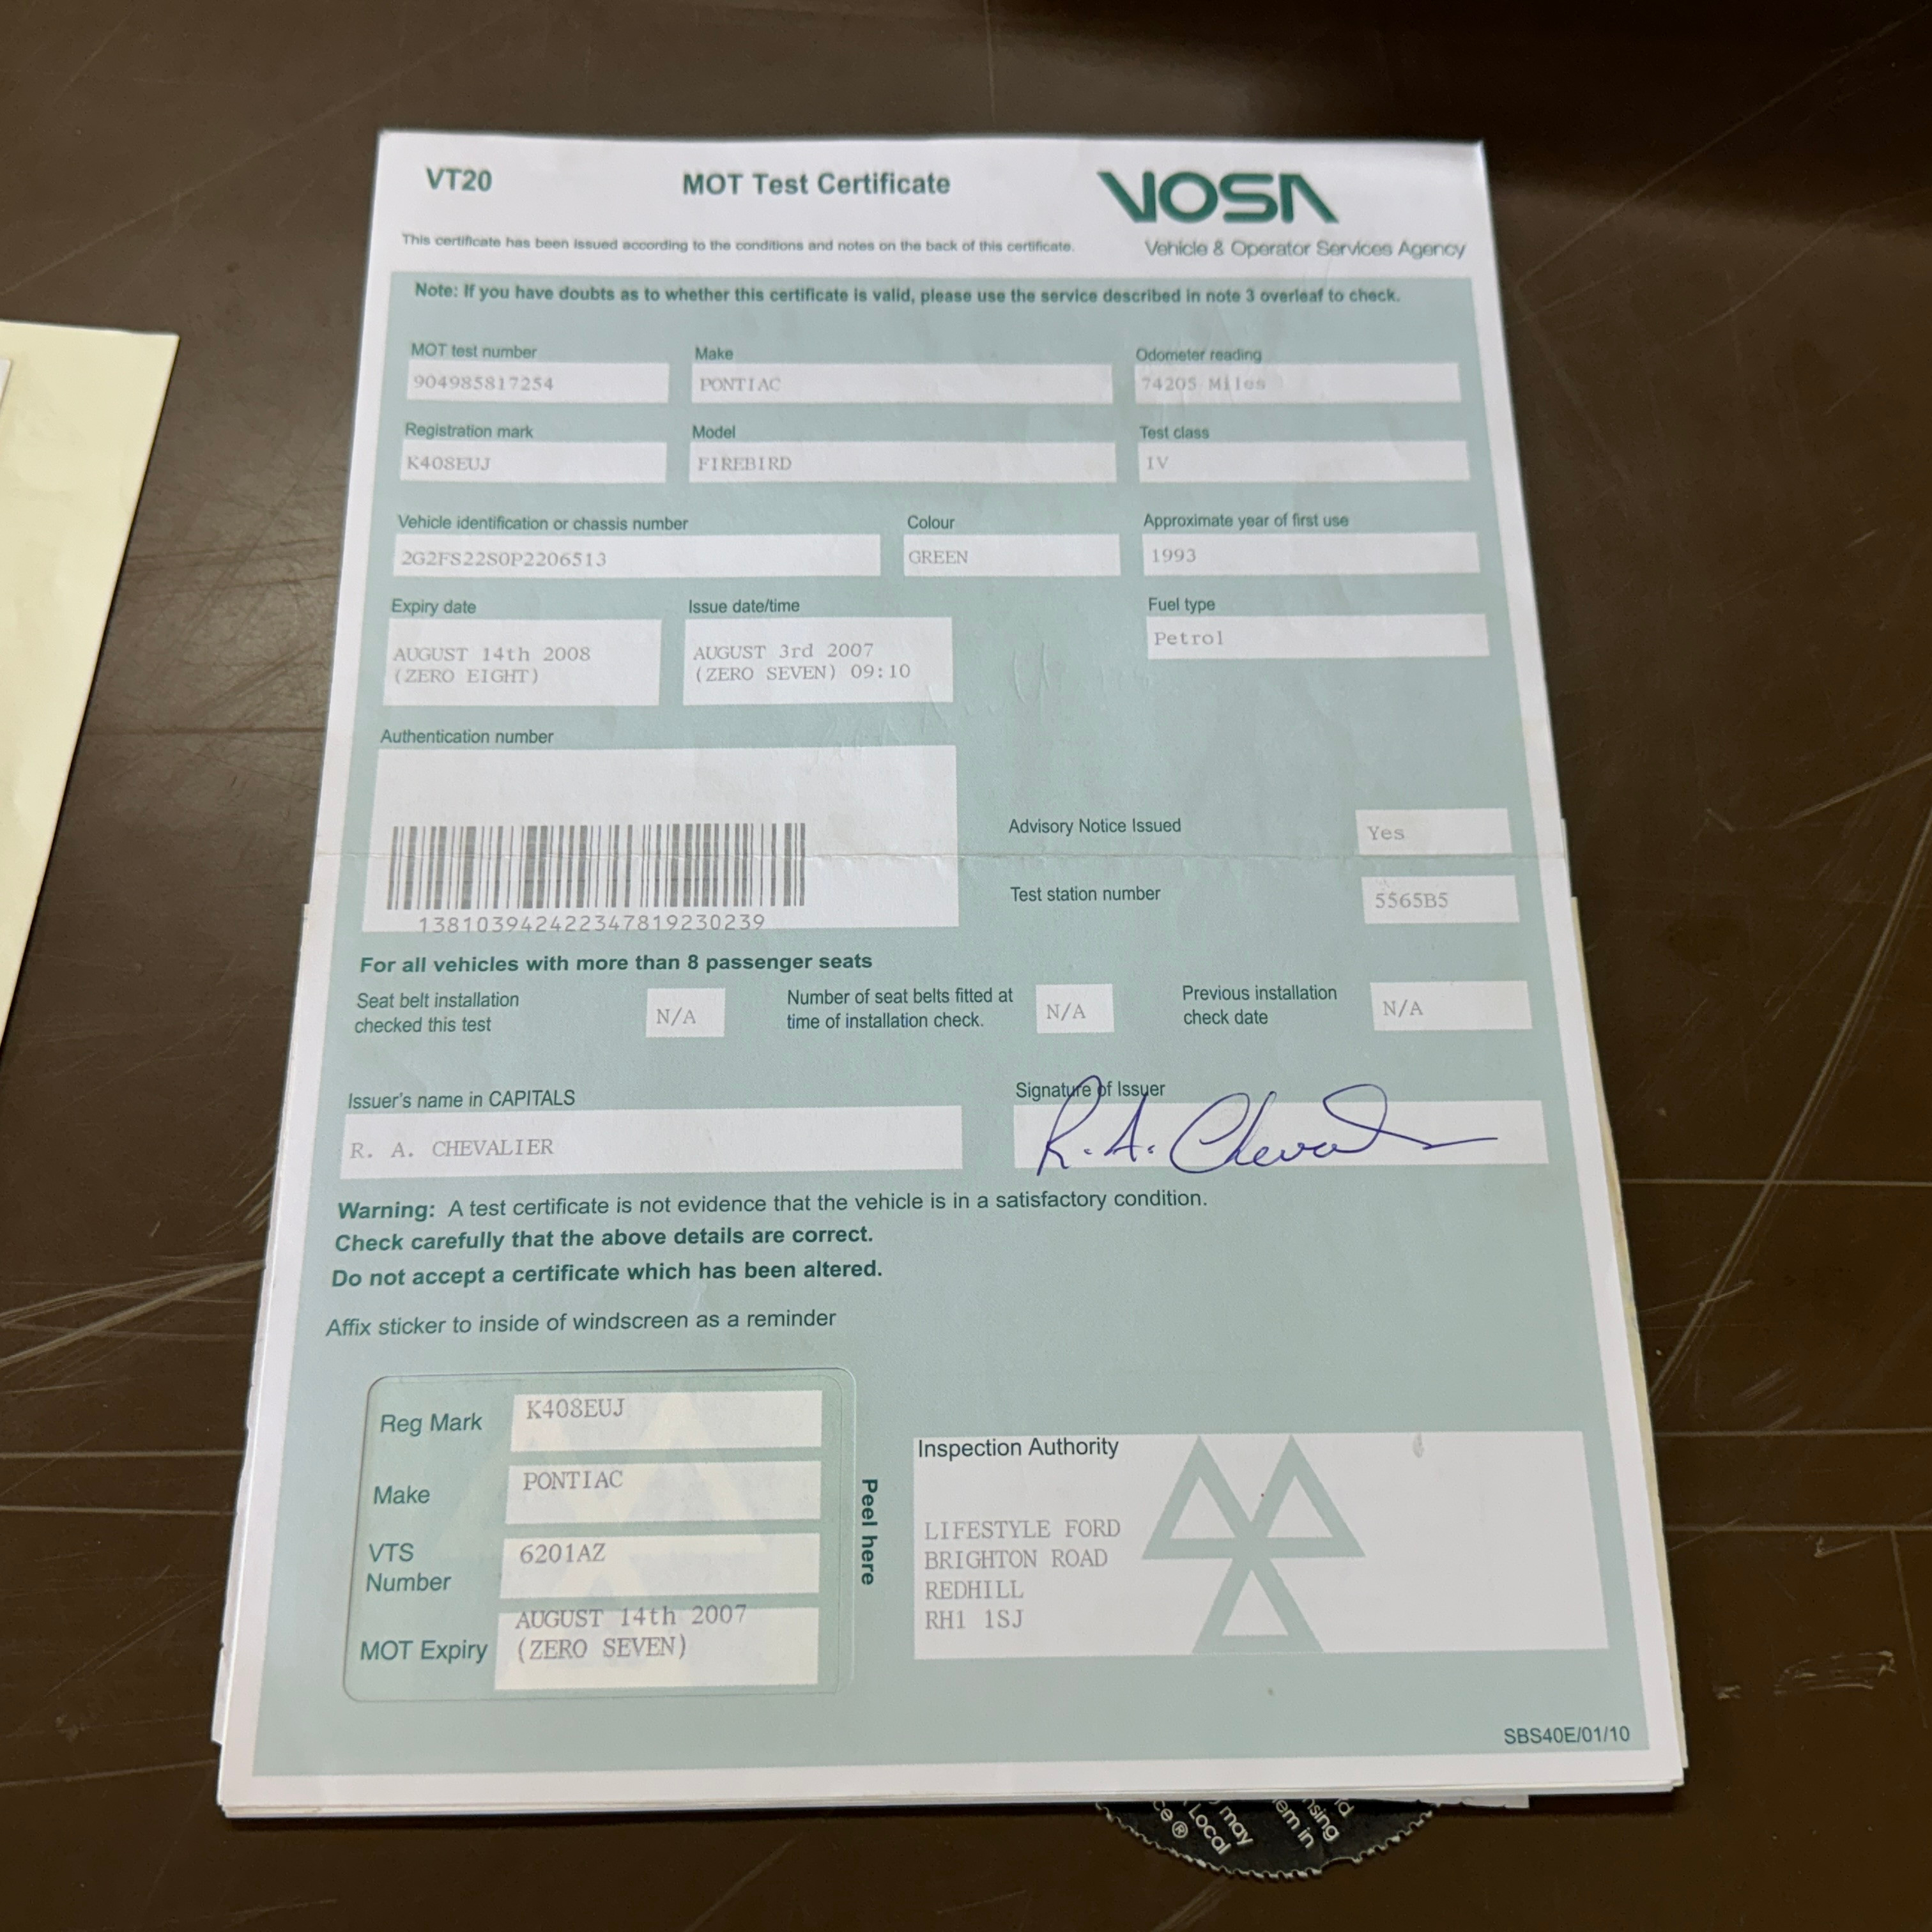 VT20
MOT Test Certificate
VOSA
This certificate has been issued according to the conditions and notes on the back of this certificate.
Vehicle & Operator Services Agency
Note: If you have doubts as to whether this certificate is valid, please use the service described in note 3 overleaf to check.
MOT test number
904985817254
Make
PONTIAC
Odometer reading
74205 Miles
Registration mark
K408EUJ
Model
FIREBIRD
Test class
IV
Vehicle identification or chassis number
2G2FS22S0P2206513
Colour
GREEN
Approximate year of first use
1993
Expiry date
AUGUST 14th 2008
(ZERO EIGHT)
Issue date/time
AUGUST 3rd 2007
(ZERO SEVEN) 09:10
Fuel type
Petrol
Authentication number
1381039424223478192302​39
Advisory Notice Issued
Yes
Test station number
5565B5
For all vehicles with more than 8 passenger seats
Seat belt installation
checked this test
N/A
Number of seat belts fitted at
time of installation check.
N/A
Previous installation
check date
N/A
Issuer's name in CAPITALS
R. A. CHEVALIER
Signature of Issuer
R. A. Cheval
Warning: A test certificate is not evidence that the vehicle is in a satisfactory condition.
Check carefully that the above details are correct.
Do not accept a certificate which has been altered.
Affix sticker to inside of windscreen as a reminder
Reg Mark
K408EUJ
Make
PONTIAC
VTS
Number
6201AZ
MOT Expiry
AUGUST 14th 2007
(ZERO SEVEN)
Peel here
Inspection Authority
LIFESTYLE FORD
BRIGHTON ROAD
REDHILL
RH1 1SJ
SBS40E/01/10
ce®
Local
may
em in
nsing